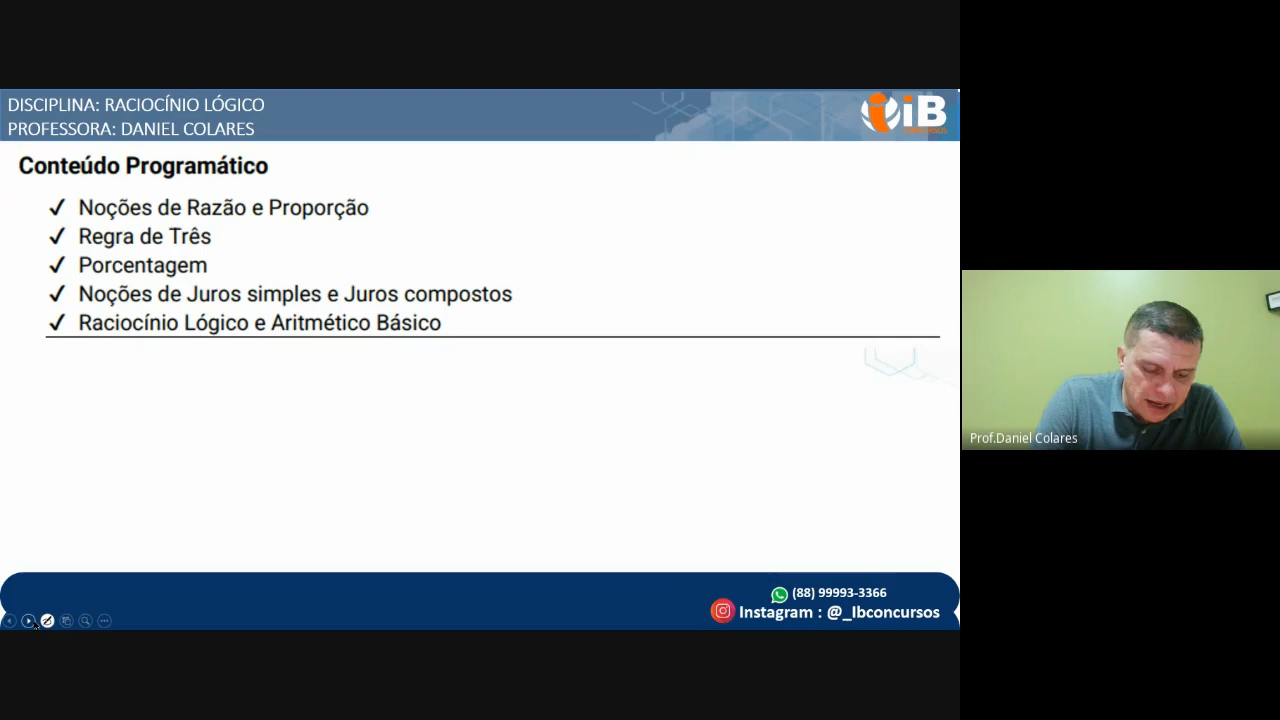 DISCIPLINA: RACIOCÍNIO LÓGICO
PROFESSORA: DANIEL COLARES
iB
CONCURSOS
Conteúdo Programático
✓ Noções de Razão e Proporção
✓ Regra de Três
✓ Porcentagem
✓ Noções de Juros simples e Juros compostos
✓ Raciocínio Lógico e Aritmético Básico
Prof.Daniel Colares
(88) 99993-3366
Instagram : @_Ibconcursos